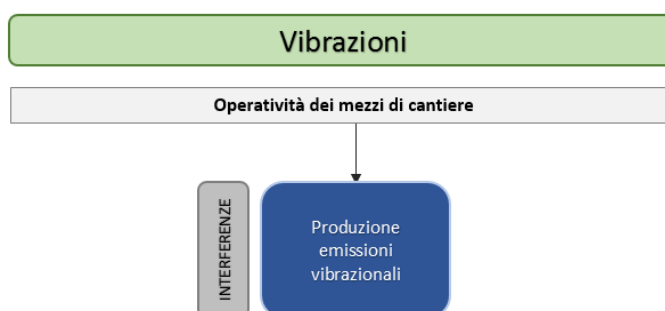 Vibrazioni
Operatività dei mezzi di cantiere
INTERFERENZE
Produzione
emissioni
vibrazionali